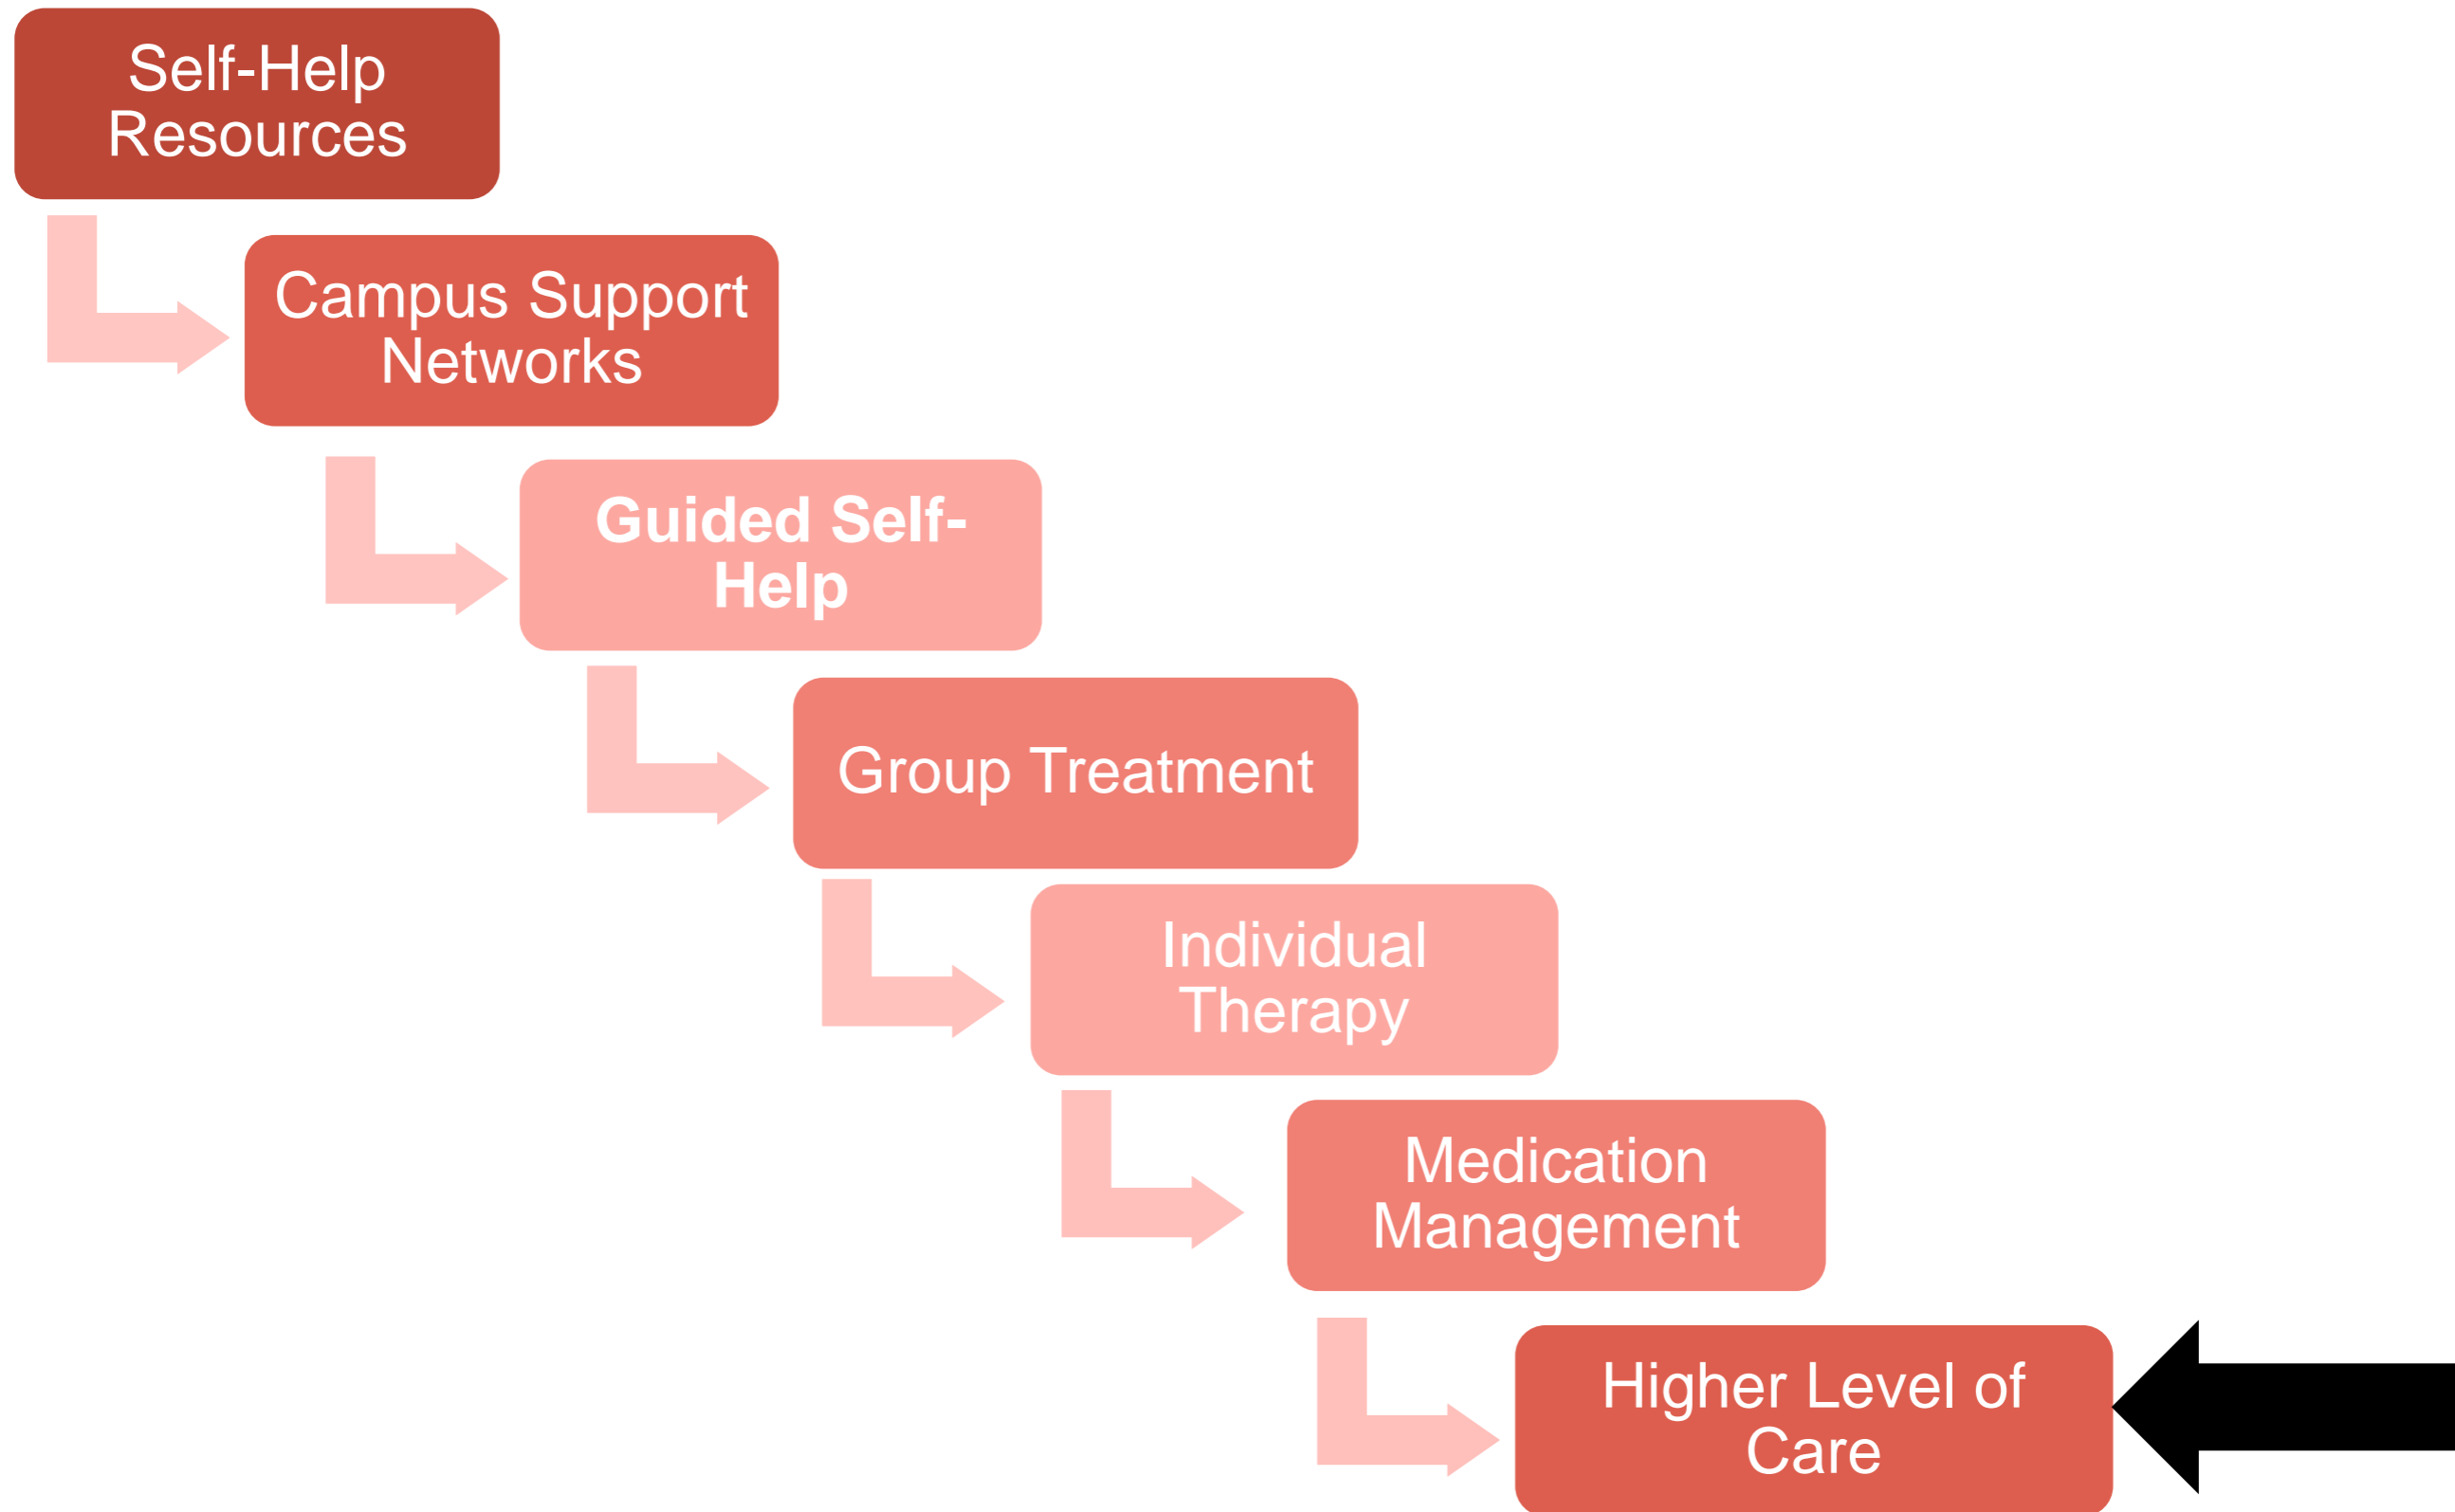 Self-Help
Resources
Campus Support
Networks
Guided Self-
Help
Group Treatment
Individual
Therapy
Medication
Management
Higher Level of
Care